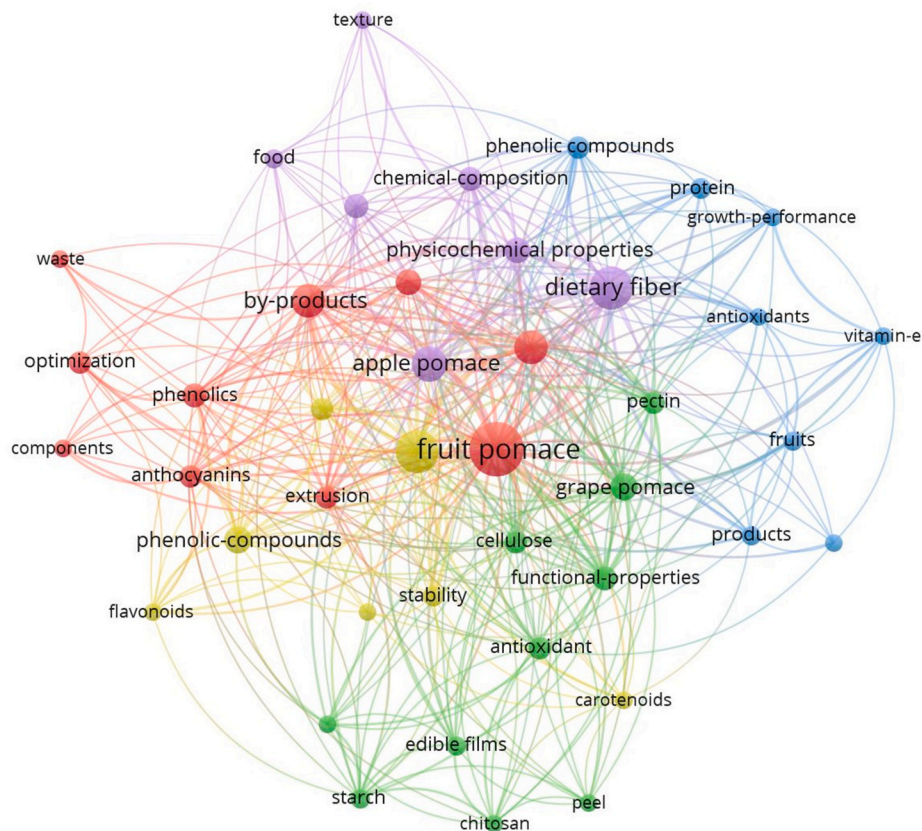 texture
phenolic compounds
food
chemical-composition
protein
growth-performance
physicochemical properties
waste
dietary fiber
by-products
antioxidants
vitamin-e
optimization
apple pomace
phenolics
pectin
fruits
components
fruit pomace
anthocyanins
grape pomace
extrusion
products
phenolic-compounds
cellulose
functional-properties
stability
flavonoids
antioxidant
carotenoids
edible films
starch
peel
chitosan